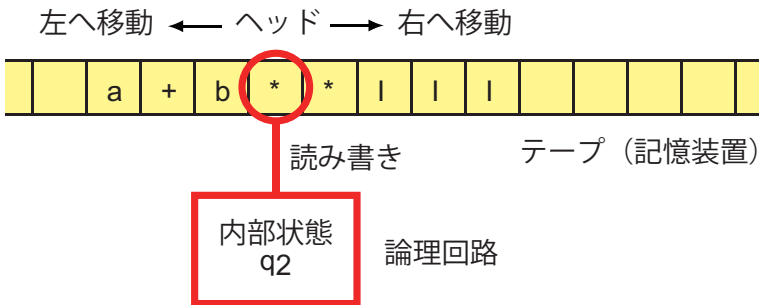 左へ移動 ← ヘッド → 右へ移動
a + b * * l l l
読み書き
テープ（記憶装置）
内部状態
q2
論理回路